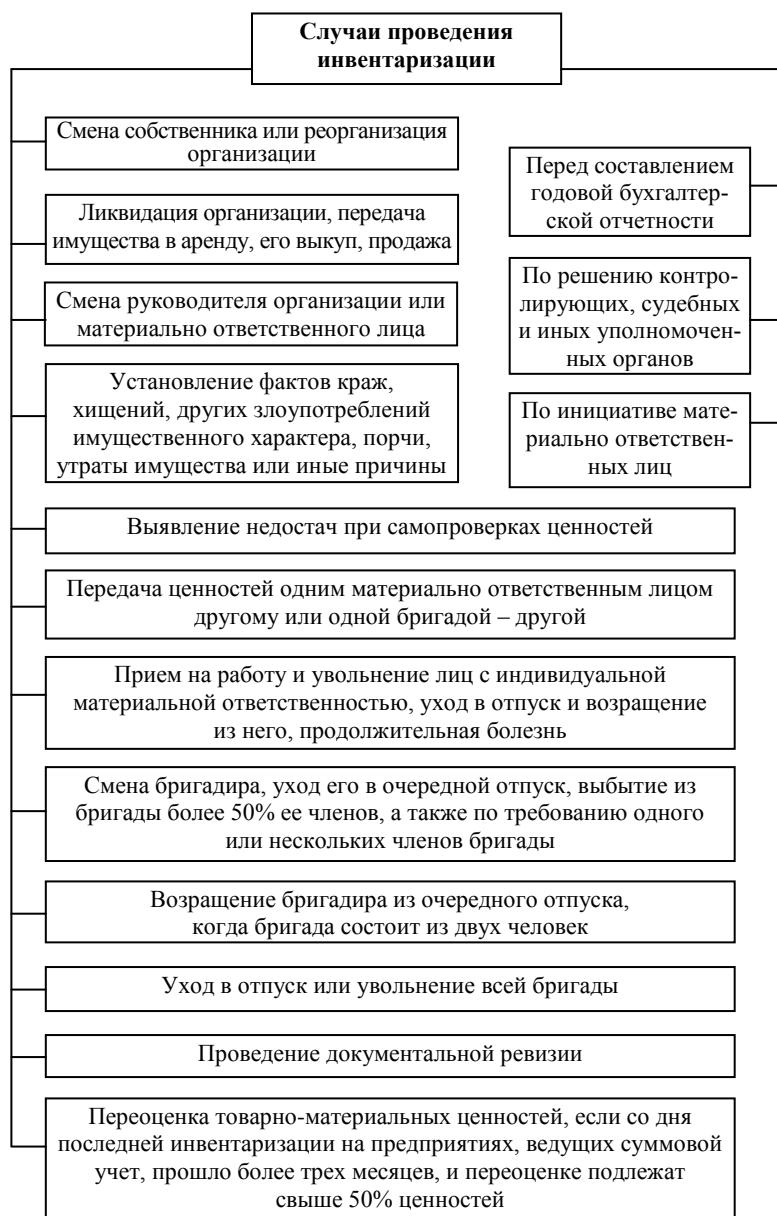 Случаи проведения
инвентаризации
Смена собственника или реорганизация
организации
Ликвидация организации, передача
имущества в аренду, его выкуп, продажа
Смена руководителя организации или
материально ответственного лица
Установление фактов краж,
хищений, других злоупотреблений
имущественного характера, порчи,
утраты имущества или иные причины
Перед составлением
годовой бухгалтер-
ской отчетности
По решению контро-
лирующих, судебных
и иных уполномочен-
ных органов
По инициативе мате-
риально ответствен-
ных лиц
Выявление недостач при самопроверках ценностей
Передача ценностей одним материально ответственным лицом
другому или одной бригадой – другой
Прием на работу и увольнение лиц с индивидуальной
материальной ответственностью, уход в отпуск и возращение
из него, продолжительная болезнь
Смена бригадира, уход его в очередной отпуск, выбытие из
бригады более 50% ее членов, а также по требованию одного
или нескольких членов бригады
Возращение бригадира из очередного отпуска,
когда бригада состоит из двух человек
Уход в отпуск или увольнение всей бригады
Проведение документальной ревизии
Переоценка товарно-материальных ценностей, если со дня
последней инвентаризации на предприятиях, ведущих суммовой
учет, прошло более трех месяцев, и переоценке подлежат
свыше 50% ценностей